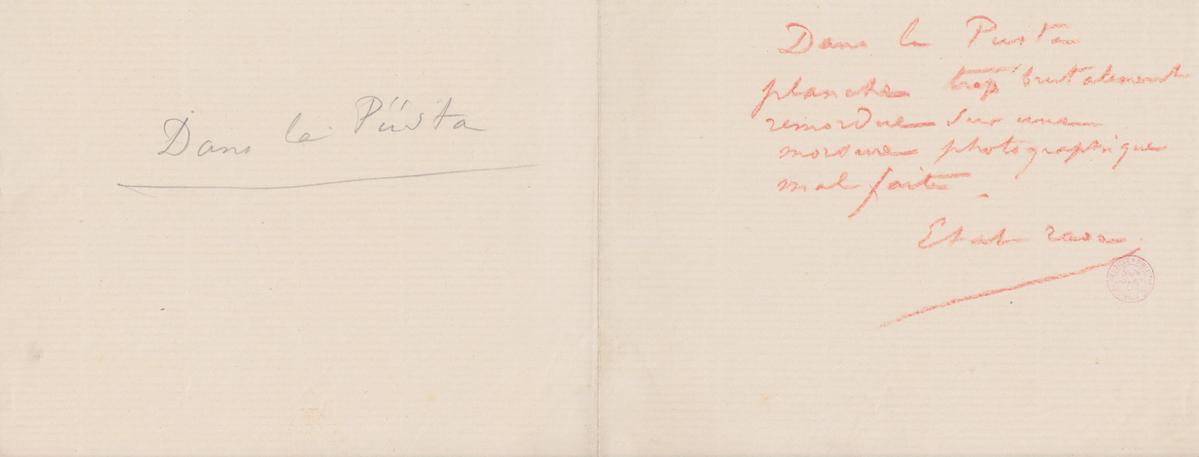 Dans la Püsta
Dans la Pusta
planche trop brutalement
remordue sur une
morsure photographique
mal faite.
Etat rare.